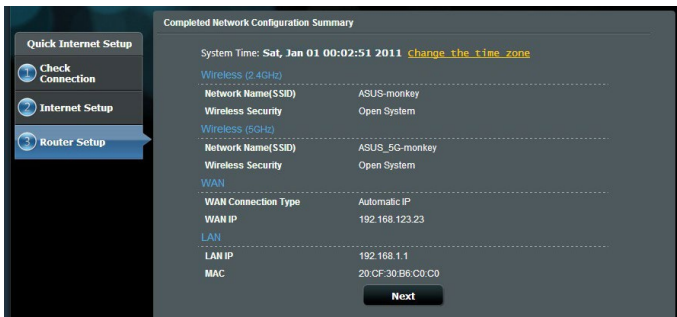 Completed Network Configuration Summary
Quick Internet Setup
1 Check Connection
2 Internet Setup
3 Router Setup
System Time: Sat, Jan 01 00:02:51 2011 Change the time zone
Wireless (2.4GHz)
Network Name(SSID) ASUS-monkey
Wireless Security Open System
Wireless (5GHz)
Network Name(SSID) ASUS_5G-monkey
Wireless Security Open System
WAN
WAN Connection Type Automatic IP
WAN IP 192.168.123.23
LAN
LAN IP 192.168.1.1
MAC 20:CF:30:B6:C0:C0
Next